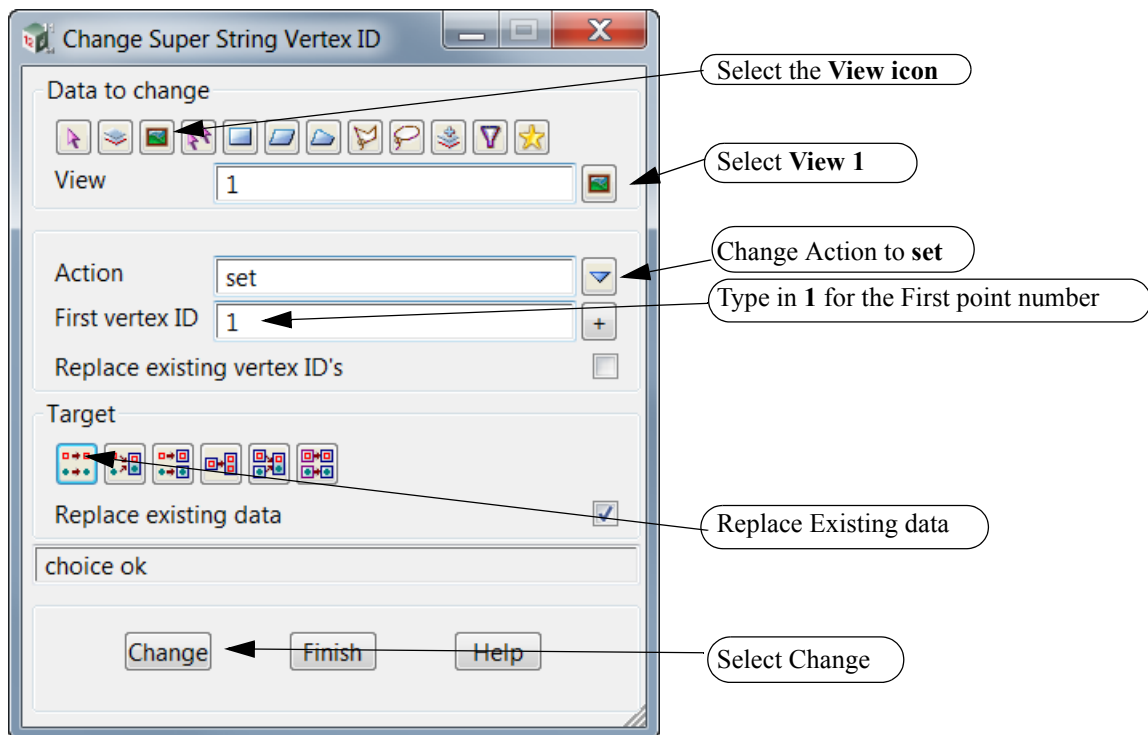 Change Super String Vertex ID
Select the View icon
Data to change
Select View 1
View 1
Change Action to set
Action set
Type in 1 for the First point number
First vertex ID 1 +
Replace existing vertex ID's
Target
Replace existing data
Replace Existing data
choice ok
Change Finish Help
Select Change